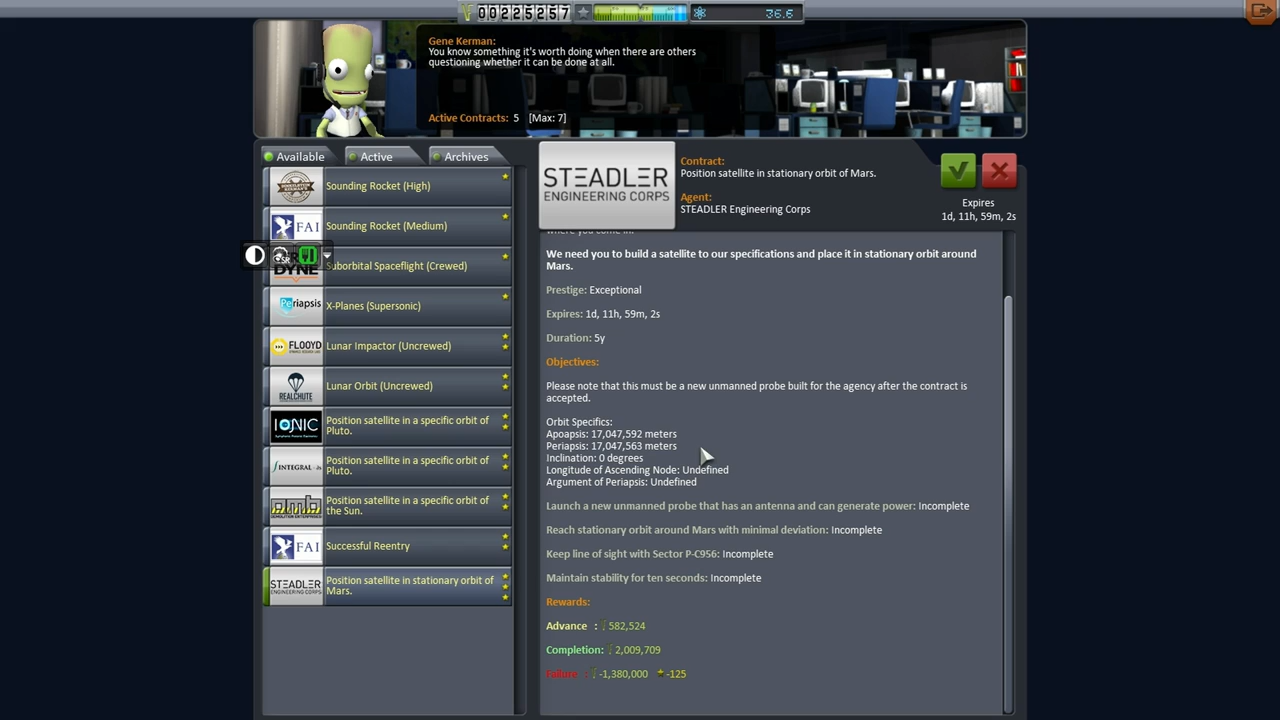 00225257
36.6
Gene Kerman:
You know something it's worth doing when there are others
questioning whether it can be done at all.
Active Contracts: 5 [Max: 7]
Available
Active
Archives
Sounding Rocket (High)
FAI
Sounding Rocket (Medium)
DYNE
Suborbital Spaceflight (Crewed)
Periapsis
X-Planes (Supersonic)
FLOOYD
Lunar Impactor (Uncrewed)
REALCHUTE
Lunar Orbit (Uncrewed)
IONIC
Position satellite in a specific orbit of
Pluto.
INTEGRAL
Position satellite in a specific orbit of
Pluto.
Position satellite in a specific orbit of
the Sun.
FAI
Successful Reentry
STEADLER
ENGINEERING CORPS
Position satellite in stationary orbit of
Mars.
STEADLER
ENGINEERING CORPS
Contract:
Position satellite in stationary orbit of Mars.
Agent:
STEADLER Engineering Corps
Expires
1d, 11h, 59m, 2s
where you come in.
We need you to build a satellite to our specifications and place it in stationary orbit around
Mars.
Prestige: Exceptional
Expires: 1d, 11h, 59m, 2s
Duration: 5y
Objectives:
Please note that this must be a new unmanned probe built for the agency after the contract is
accepted.
Orbit Specifics:
Apoapsis: 17,047,592 meters
Periapsis: 17,047,563 meters
Inclination: 0 degrees
Longitude of Ascending Node: Undefined
Argument of Periapsis: Undefined
Launch a new unmanned probe that has an antenna and can generate power: Incomplete
Reach stationary orbit around Mars with minimal deviation: Incomplete
Keep line of sight with Sector P-C956: Incomplete
Maintain stability for ten seconds: Incomplete
Rewards:
Advance : 582,524
Completion: 2,009,709
Failure : -1,380,000 -125